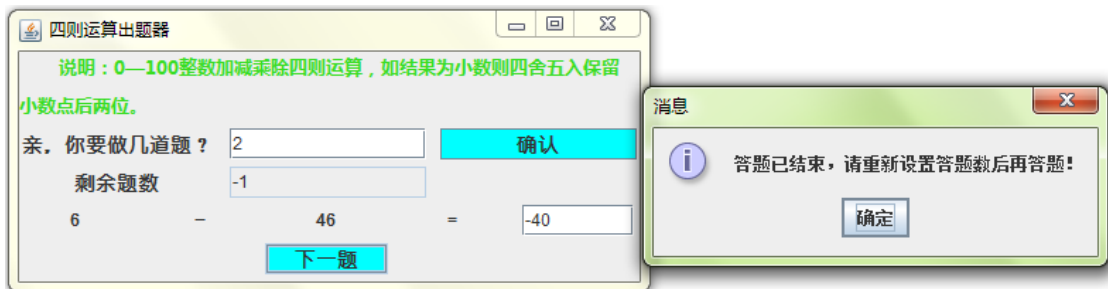 四则运算出题器
说明：0—100整数加减乘除四则运算，如结果为小数则四舍五入保留
小数点后两位。
亲，你要做几道题？ 2 确认
剩余题数 -1
6 − 46 = -40
下一题
消息
答题已结束，请重新设置答题数后再答题!
确定